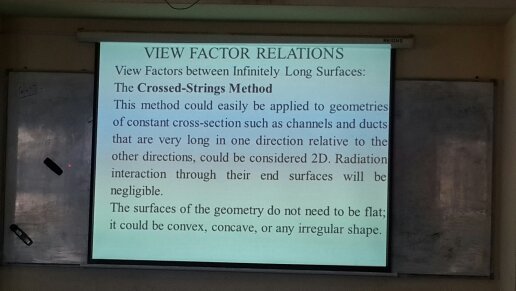 VIEW FACTOR RELATIONS
View Factors between Infinitely Long Surfaces:
The Crossed-Strings Method
This method could easily be applied to geometries
of constant cross-section such as channels and ducts
that are very long in one direction relative to the
other directions, could be considered 2D. Radiation
interaction through their end surfaces will be
negligible.
The surfaces of the geometry do not need to be flat;
it could be convex, concave, or any irregular shape.